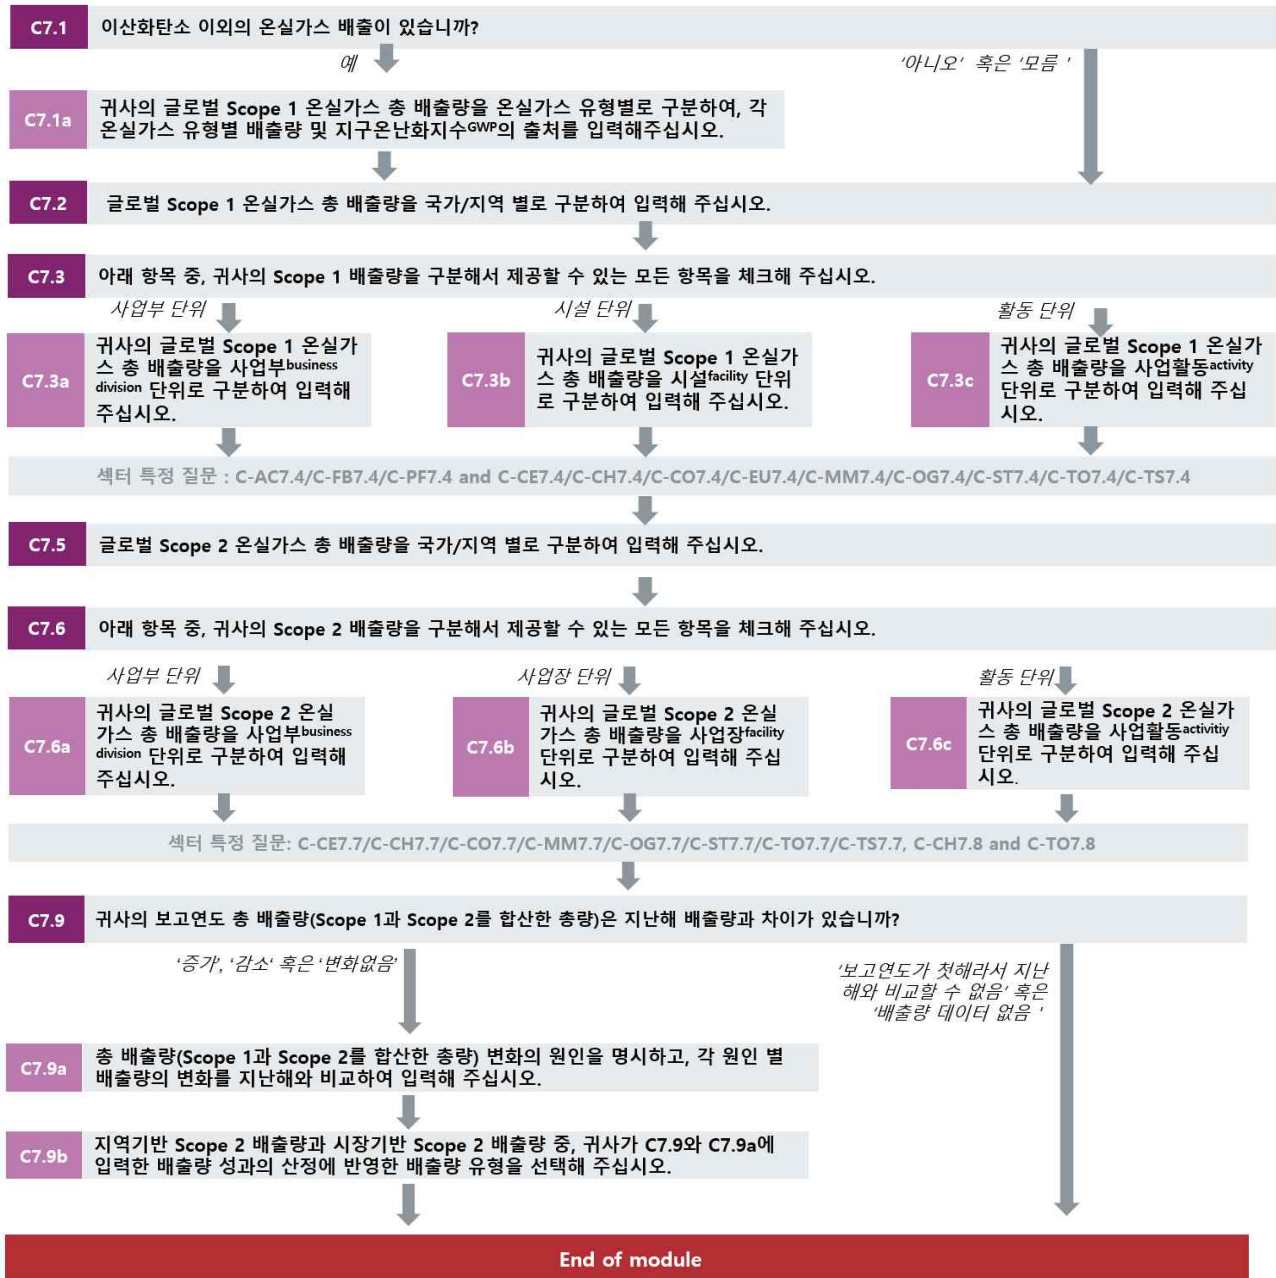 C7.1 이산화탄소 이외의 온실가스 배출이 있습니까?
예
'아니오' 혹은 '모름 '
C7.1a
귀사의 글로벌 Scope 1 온실가스 총 배출량을 온실가스 유형별로 구분하여, 각
온실가스 유형별 배출량 및 지구온난화지수GWP의 출처를 입력해주십시오.
C7.2 글로벌 Scope 1 온실가스 총 배출량을 국가/지역 별로 구분하여 입력해 주십시오.
C7.3 아래 항목 중, 귀사의 Scope 1 배출량을 구분해서 제공할 수 있는 모든 항목을 체크해 주십시오.
사업부 단위
시설 단위
활동 단위
C7.3a
귀사의 글로벌 Scope 1 온실가
스 총 배출량을 사업부business
division 단위로 구분하여 입력해
주십시오.
C7.3b
귀사의 글로벌 Scope 1 온실가
스 총 배출량을 시설facility 단위
로 구분하여 입력해 주십시오.
C7.3c
귀사의 글로벌 Scope 1 온실가
스 총 배출량을 사업활동activity
단위로 구분하여 입력해 주십
시오.
섹터 특정 질문 : C-AC7.4/C-FB7.4/C-PF7.4 and C-CE7.4/C-CH7.4/C-CO7.4/C-EU7.4/C-MM7.4/C-OG7.4/C-ST7.4/C-TO7.4/C-TS7.4
C7.5 글로벌 Scope 2 온실가스 총 배출량을 국가/지역 별로 구분하여 입력해 주십시오.
C7.6 아래 항목 중, 귀사의 Scope 2 배출량을 구분해서 제공할 수 있는 모든 항목을 체크해 주십시오.
사업부 단위
사업장 단위
활동 단위
C7.6a
귀사의 글로벌 Scope 2 온실
가스 총 배출량을 사업부business
division 단위로 구분하여 입력해
주십시오.
C7.6b
귀사의 글로벌 Scope 2 온실
가스 총 배출량을 사업장facility
단위로 구분하여 입력해 주십
시오.
C7.6c
귀사의 글로벌 Scope 2 온실가
스 총 배출량을 사업활동activitiy
단위로 구분하여 입력해 주십
시오.
섹터 특정 질문: C-CE7.7/C-CH7.7/C-CO7.7/C-MM7.7/C-OG7.7/C-ST7.7/C-TO7.7/C-TS7.7, C-CH7.8 and C-TO7.8
C7.9 귀사의 보고연도 총 배출량(Scope 1과 Scope 2를 합산한 총량)은 지난해 배출량과 차이가 있습니까?
'증가', '감소' 혹은 '변화없음'
'보고연도가 첫해라서 지난
해와 비교할 수 없음' 혹은
'배출량 데이터 없음 '
C7.9a
총 배출량(Scope 1과 Scope 2를 합산한 총량) 변화의 원인을 명시하고, 각 원인 별
배출량의 변화를 지난해와 비교하여 입력해 주십시오.
C7.9b
지역기반 Scope 2 배출량과 시장기반 Scope 2 배출량 중, 귀사가 C7.9와 C7.9a에
입력한 배출량 성과의 산정에 반영한 배출량 유형을 선택해 주십시오.
End of module